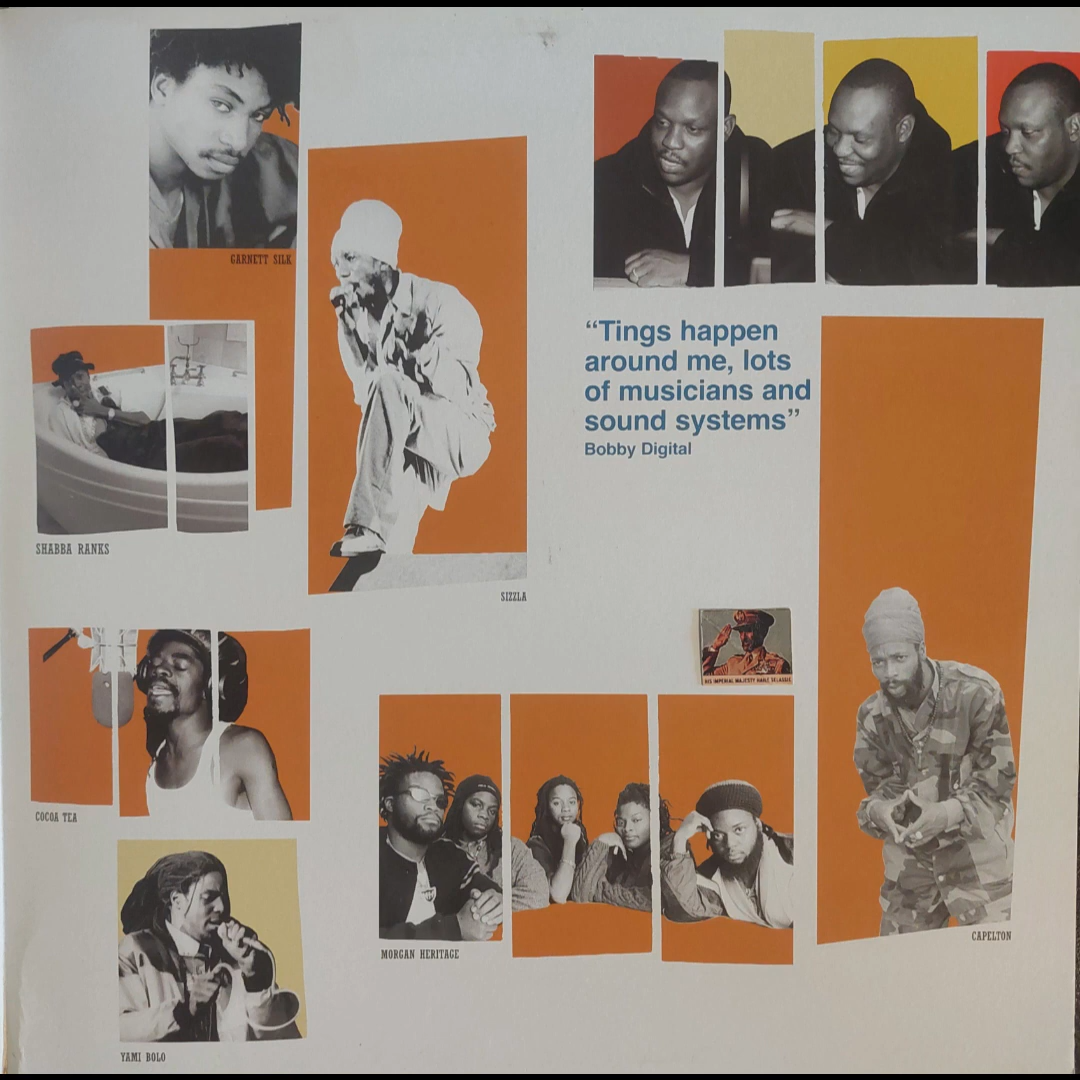 GARNETT SILK
SHABBA RANKS
SIZZLA
“Tings happen
around me, lots
of musicians and
sound systems”
Bobby Digital
HIS IMPERIAL MAJESTY HAILE SELASSIE
COCOA TEA
MORGAN HERITAGE
CAPELTON
YAMI BOLO